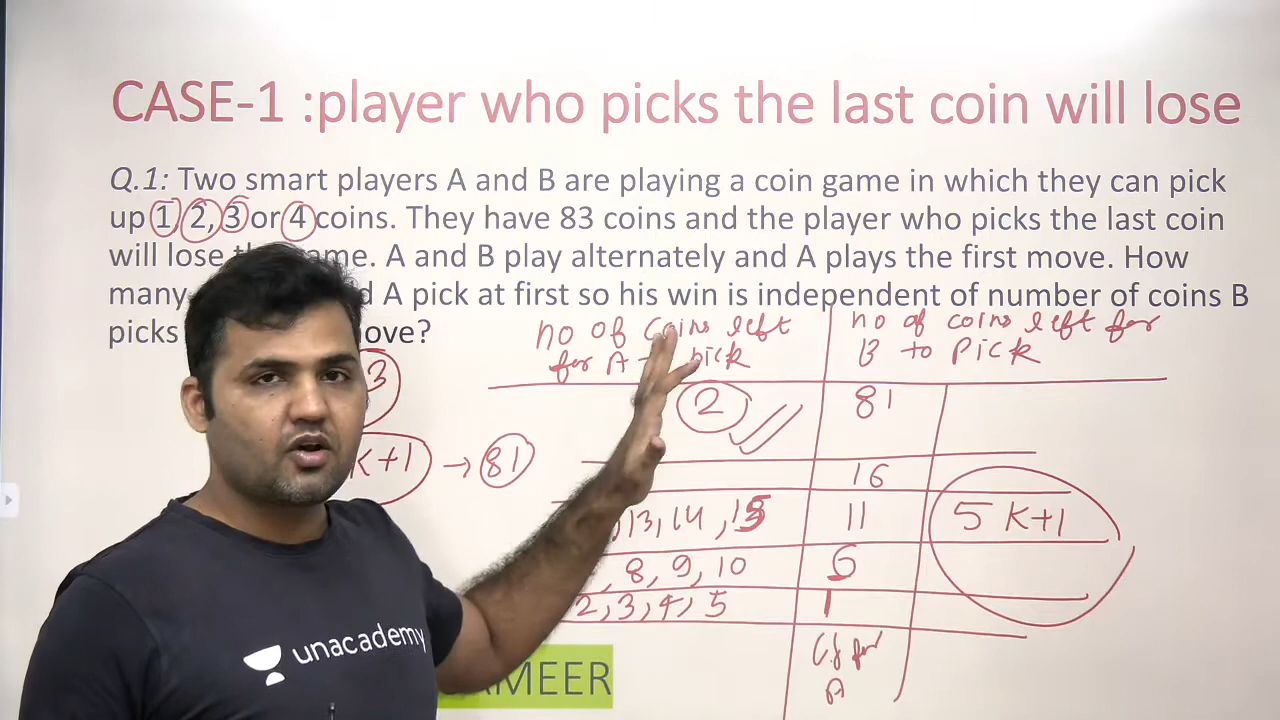 CASE-1 :player who picks the last coin will lose
Q.1: Two smart players A and B are playing a coin game in which they can pick
up 1, 2, 3 or 4 coins. They have 83 coins and the player who picks the last coin
will lose game. A and B play alternately and A plays the first move. How
many A pick at first so his win is independent of number of coins B
picks move?
no of coins left
for A pick
no of coins left for
B to Pick
3
2
81
K+1 → 81
16
13, 14, 15
11
5K+1
8, 9, 10
6
2, 3, 4, 5
1
for
A
unacademy
AMEER